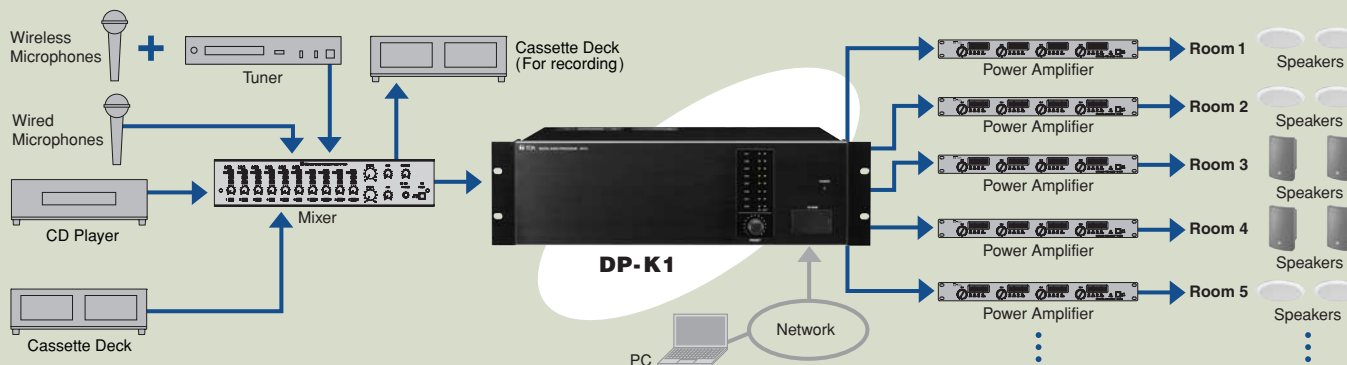 Wireless
Microphones
+
Tuner
Cassette Deck
(For recording)
Wired
Microphones
CD Player
Mixer
Cassette Deck
TOA
DP-K1
PC
Network
Power Amplifier
Room 1
Speakers
Power Amplifier
Room 2
Speakers
Power Amplifier
Room 3
Speakers
Power Amplifier
Room 4
Speakers
Power Amplifier
Room 5
Speakers